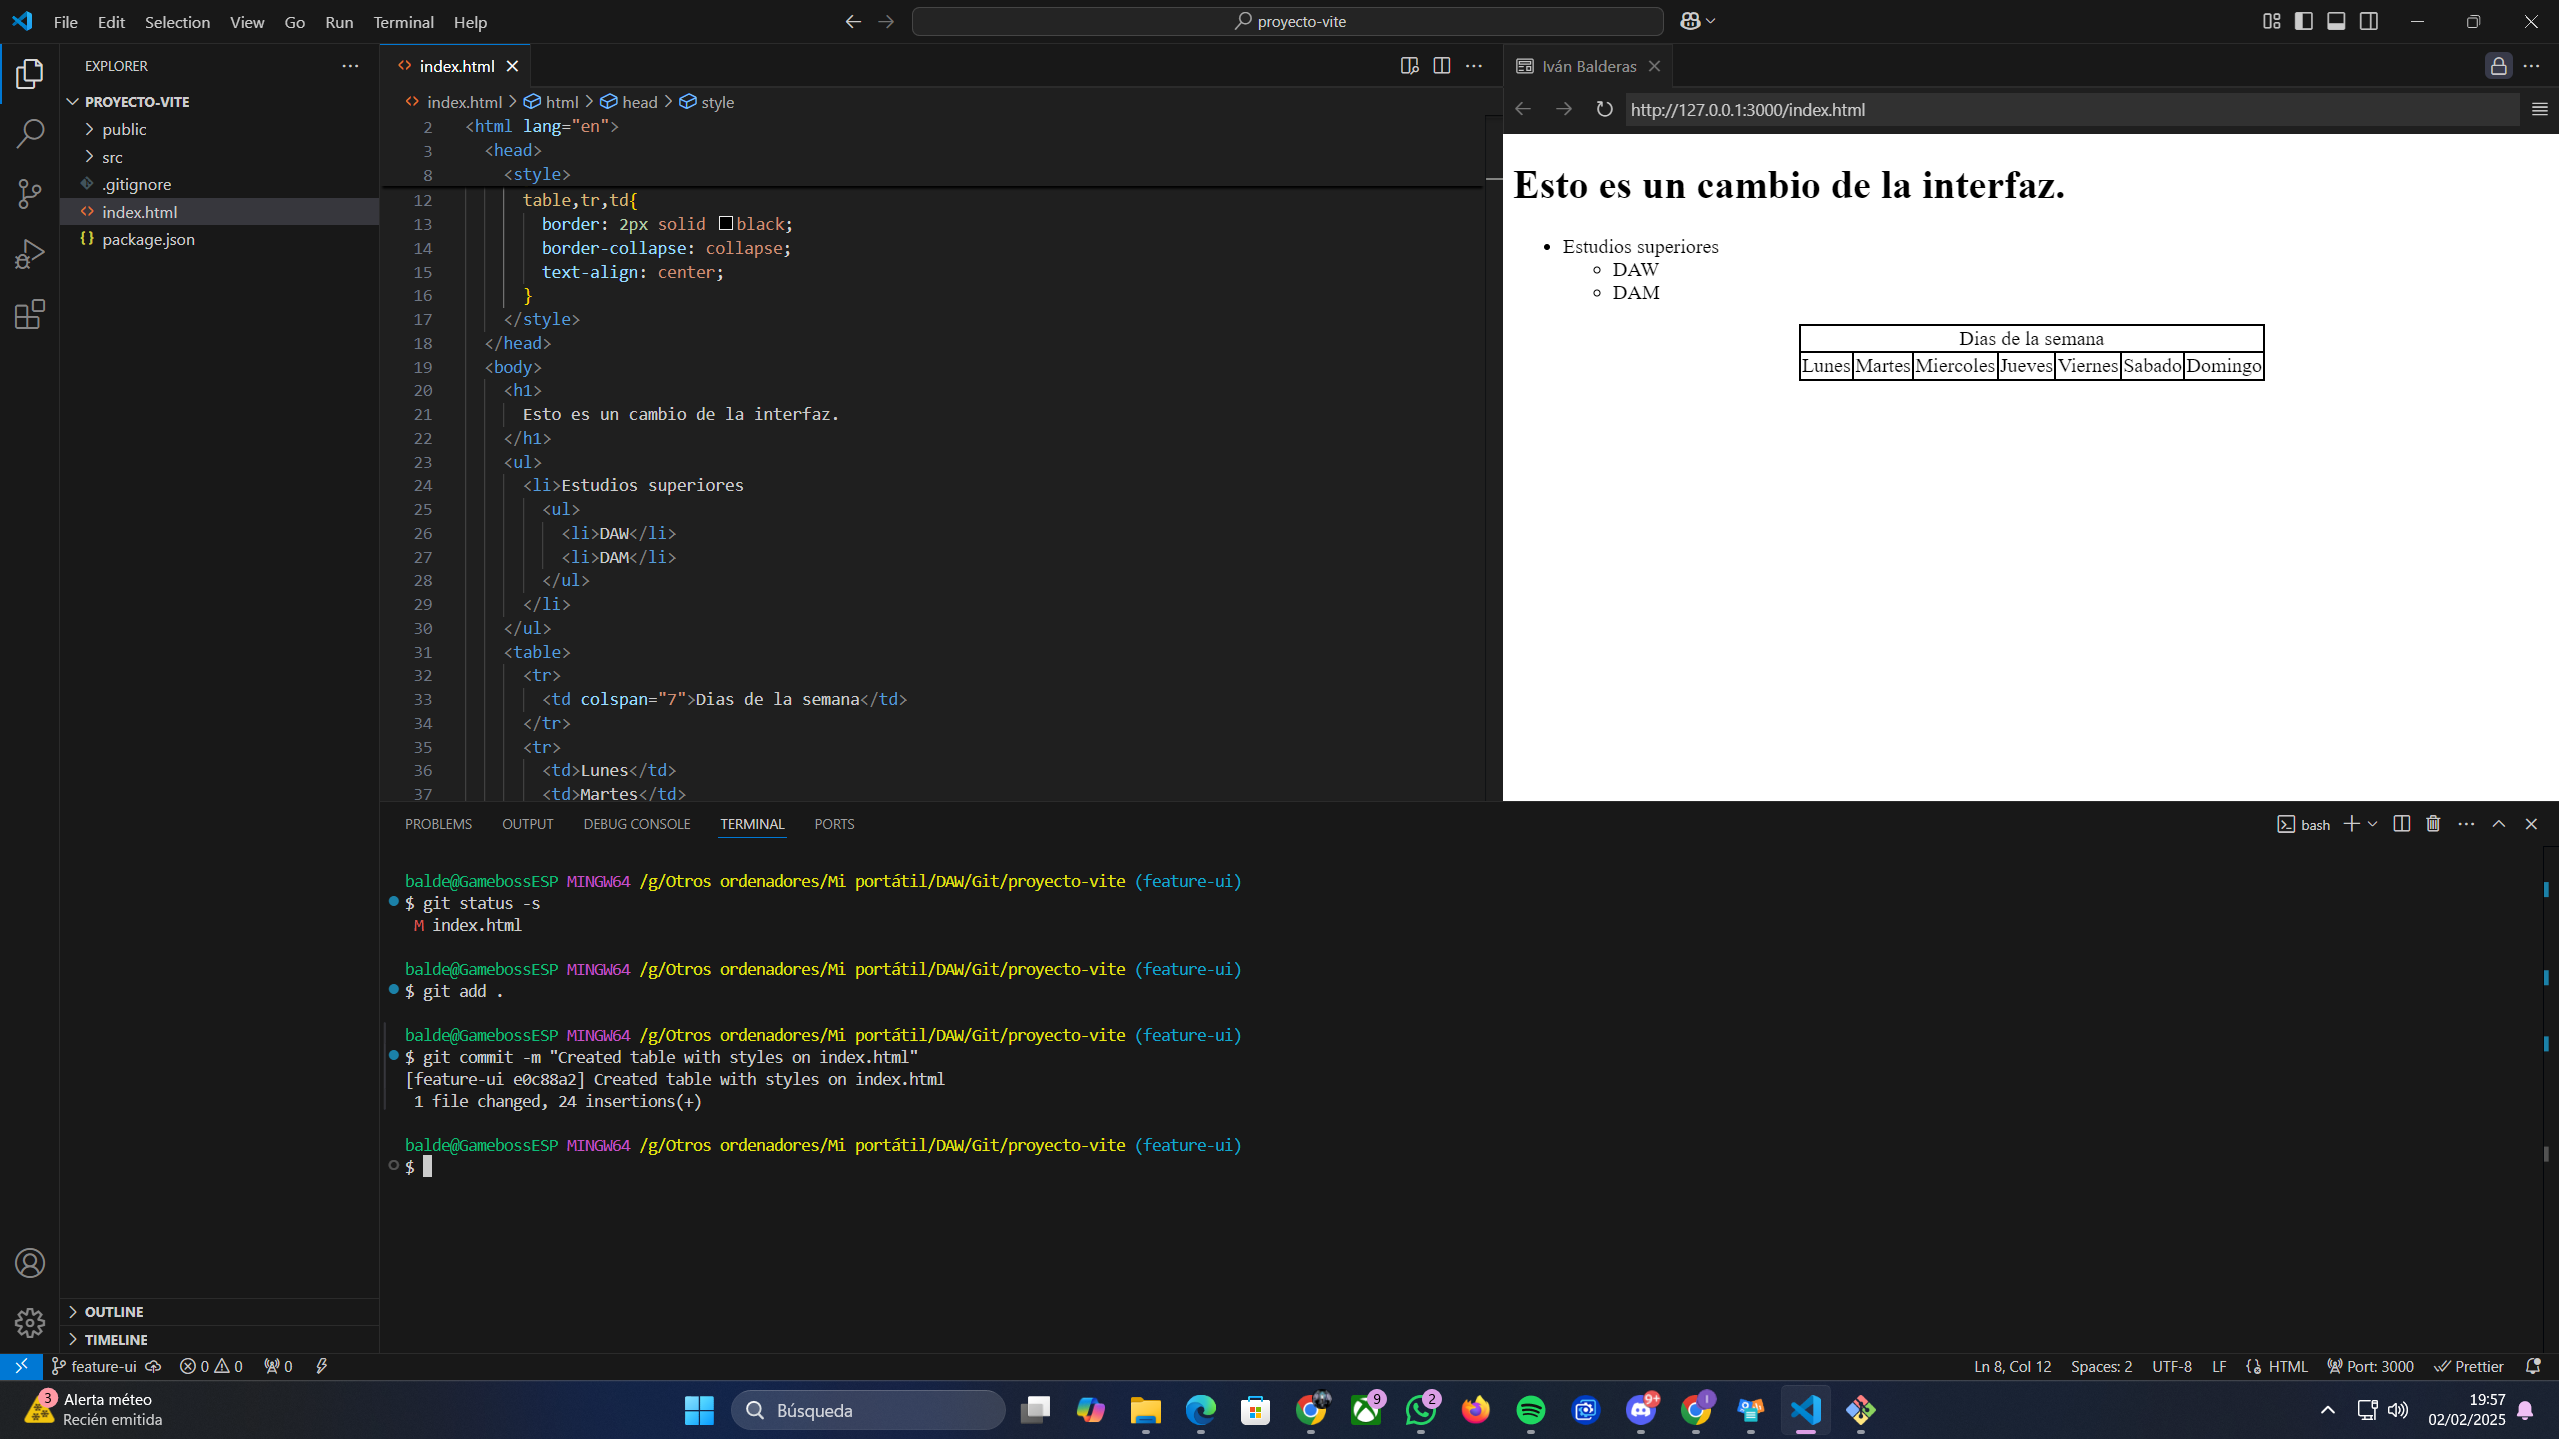 File Edit Selection View Go Run Terminal Help
proyecto-vite
EXPLORER
PROYECTO-VITE
public
src
.gitignore
index.html
package.json
OUTLINE
TIMELINE
index.html
index.html > html > head > style
2 <html lang="en">
3 <head>
8 <style>
12 table,tr,td{
13 border: 2px solid black;
14 border-collapse: collapse;
15 text-align: center;
16 }
17 </style>
18 </head>
19 <body>
20 <h1>
21 Esto es un cambio de la interfaz.
22 </h1>
23 <ul>
24 <li>Estudios superiores
25 <ul>
26 <li>DAW</li>
27 <li>DAM</li>
28 </ul>
29 </li>
30 </ul>
31 <table>
32 <tr>
33 <td colspan="7">Dias de la semana</td>
34 </tr>
35 <tr>
36 <td>Lunes</td>
37 <td>Martes</td>
Iván Balderas
http://127.0.0.1:3000/index.html
Esto es un cambio de la interfaz.
Estudios superiores
DAW
DAM
Dias de la semana
Lunes Martes Miercoles Jueves Viernes Sabado Domingo
PROBLEMS OUTPUT DEBUG CONSOLE TERMINAL PORTS
bash
balde@GamebossESP MINGW64 /g/Otros ordenadores/Mi portátil/DAW/Git/proyecto-vite (feature-ui)
$ git status -s
M index.html
balde@GamebossESP MINGW64 /g/Otros ordenadores/Mi portátil/DAW/Git/proyecto-vite (feature-ui)
$ git add .
balde@GamebossESP MINGW64 /g/Otros ordenadores/Mi portátil/DAW/Git/proyecto-vite (feature-ui)
$ git commit -m "Created table with styles on index.html"
[feature-ui e0c88a2] Created table with styles on index.html
1 file changed, 24 insertions(+)
balde@GamebossESP MINGW64 /g/Otros ordenadores/Mi portátil/DAW/Git/proyecto-vite (feature-ui)
$
feature-ui 0 0 0 Ln 8, Col 12 Spaces: 2 UTF-8 LF HTML Port: 3000 Prettier
3
Alerta méteo
Recién emitida
Búsqueda
9 2 9+ I
19:57
02/02/2025